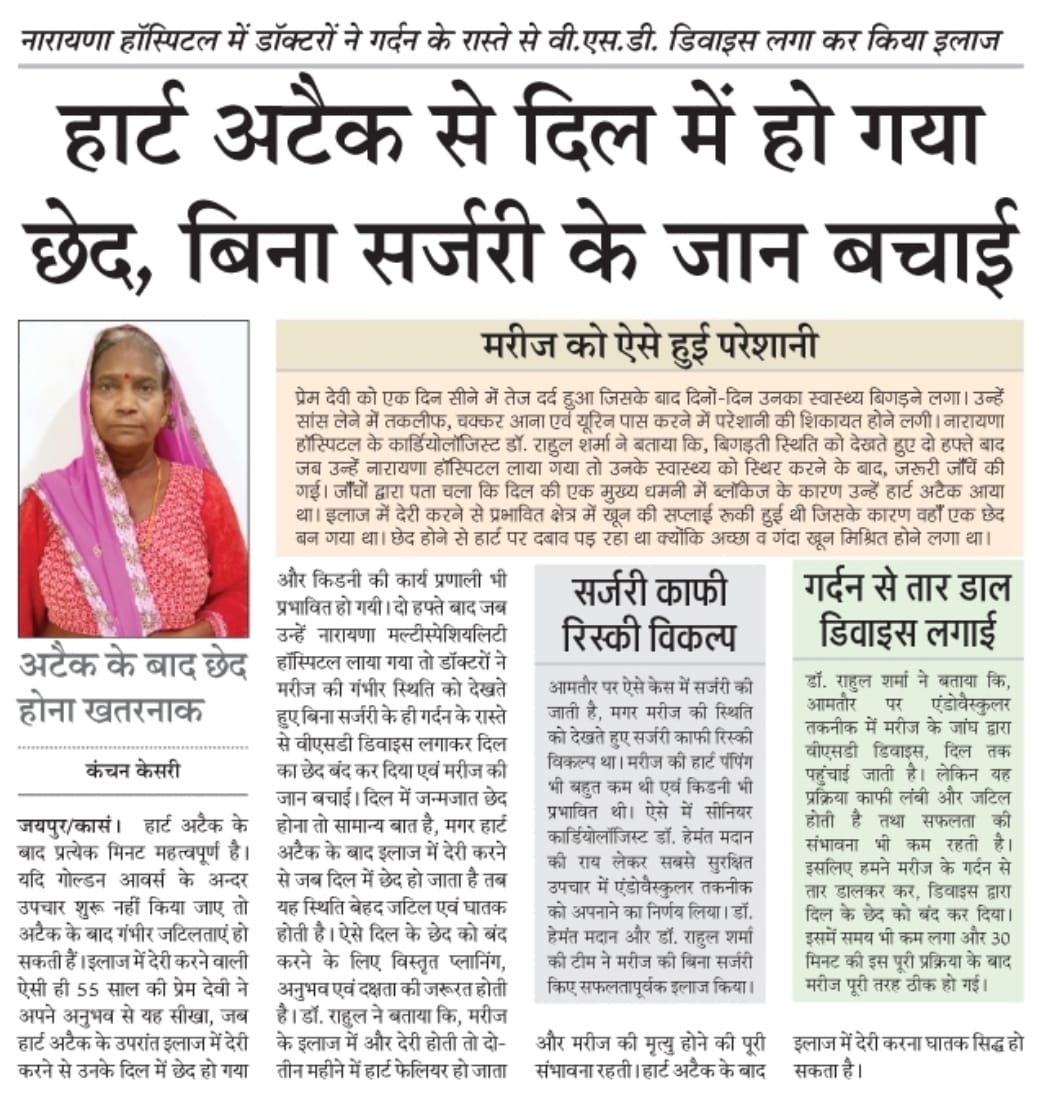 नारायणा हॉस्पिटल में डॉक्टरों ने गर्दन के रास्ते से वी.एस.डी. डिवाइस लगा कर किया इलाज
हार्ट अटैक से दिल में हो गया
छेद, बिना सर्जरी के जान बचाई
मरीज को ऐसे हुई परेशानी
प्रेम देवी को एक दिन सीने में तेज दर्द हुआ जिसके बाद दिनों-दिन उनका स्वास्थ्य बिगड़ने लगा। उन्हें
सांस लेने में तकलीफ, चक्कर आना एवं यूरिन पास करने में परेशानी की शिकायत होने लगी। नारायणा
हॉस्पिटल के कार्डियोलॉजिस्ट डॉ. राहुल शर्मा ने बताया कि, बिगड़ती स्थिति को देखते हुए दो हफ्ते बाद
जब उन्हें नारायणा हॉस्पिटल लाया गया तो उनके स्वास्थ्य को स्थिर करने के बाद, जरूरी जाँचें की
गई। जाँचों द्वारा पता चला कि दिल की एक मुख्य धमनी में ब्लॉकेज के कारण उन्हें हार्ट अटैक आया
था। इलाज में देरी करने से प्रभावित क्षेत्र में खून की सप्लाई रूकी हुई थी जिसके कारण वहाँ एक छेद
बन गया था। छेद होने से हार्ट पर दबाव पड़ रहा था क्योंकि अच्छा व गंदा खून मिश्रित होने लगा था।
अटैक के बाद छेद
होना खतरनाक
कंचन केसरी
जयपुर/कासं। हार्ट अटैक के
बाद प्रत्येक मिनट महत्वपूर्ण है।
यदि गोल्डन आवर्स के अन्दर
उपचार शुरू नहीं किया जाए तो
अटैक के बाद गंभीर जटिलताएं हो
सकती हैं। इलाज में देरी करने वाली
ऐसी ही 55 साल की प्रेम देवी ने
अपने अनुभव से यह सीखा, जब
हार्ट अटैक के उपरांत इलाज में देरी
करने से उनके दिल में छेद हो गया
और किडनी की कार्य प्रणाली भी
प्रभावित हो गयी। दो हफ्ते बाद जब
उन्हें नारायणा मल्टीस्पेशियलिटी
हॉस्पिटल लाया गया तो डॉक्टरों ने
मरीज की गंभीर स्थिति को देखते
हुए बिना सर्जरी के ही गर्दन के रास्ते
से वीएसडी डिवाइस लगाकर दिल
का छेद बंद कर दिया एवं मरीज की
जान बचाई। दिल में जन्मजात छेद
होना तो सामान्य बात है, मगर हार्ट
अटैक के बाद इलाज में देरी करने
से जब दिल में छेद हो जाता है तब
यह स्थिति बेहद जटिल एवं घातक
होती है। ऐसे दिल के छेद को बंद
करने के लिए विस्तृत प्लानिंग,
अनुभव एवं दक्षता की जरूरत होती
है। डॉ. राहुल ने बताया कि, मरीज
के इलाज में और देरी होती तो दो-
तीन महीने में हार्ट फेलियर हो जाता
सर्जरी काफी
रिस्की विकल्प
आमतौर पर ऐसे केस में सर्जरी की
जाती है, मगर मरीज की स्थिति
को देखते हुए सर्जरी काफी रिस्की
विकल्प था। मरीज की हार्ट पंपिंग
भी बहुत कम थी एवं किडनी भी
प्रभावित थी। ऐसे में सीनियर
कार्डियोलॉजिस्ट डॉ. हेमंत मदान
की राय लेकर सबसे सुरक्षित
उपचार में एंडोवैस्कुलर तकनीक
को अपनाने का निर्णय लिया। डॉ.
हेमंत मदान और डॉ. राहुल शर्मा
की टीम ने मरीज की बिना सर्जरी
किए सफलतापूर्वक इलाज किया।
और मरीज की मृत्यु होने की पूरी
संभावना रहती। हार्ट अटैक के बाद
गर्दन से तार डाल
डिवाइस लगाई
डॉ. राहुल शर्मा ने बताया कि,
आमतौर पर एंडोवैस्कुलर
तकनीक में मरीज के जांघ द्वारा
वीएसडी डिवाइस, दिल तक
पहुंचाई जाती है। लेकिन यह
प्रक्रिया काफी लंबी और जटिल
होती है तथा सफलता की
संभावना भी कम रहती है।
इसलिए हमने मरीज के गर्दन से
तार डालकर कर, डिवाइस द्वारा
दिल के छेद को बंद कर दिया।
इसमें समय भी कम लगा और 30
मिनट की इस पूरी प्रक्रिया के बाद
मरीज पूरी तरह ठीक हो गई।
इलाज में देरी करना घातक सिद्ध हो
सकता है।